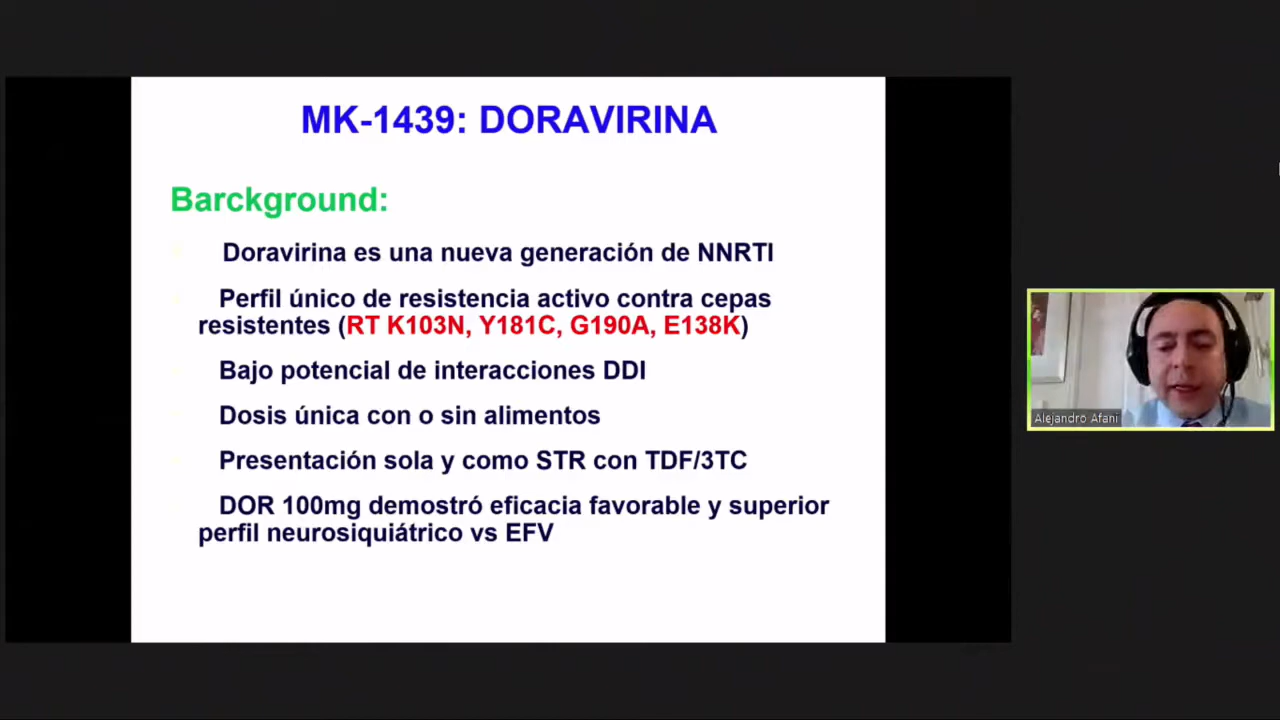 MK-1439: DORAVIRINA
Barckground:
Doravirina es una nueva generación de NNRTI
Perfil único de resistencia activo contra cepas
resistentes (RT K103N, Y181C, G190A, E138K)
Bajo potencial de interacciones DDI
Dosis única con o sin alimentos
Presentación sola y como STR con TDF/3TC
DOR 100mg demostró eficacia favorable y superior
perfil neurosiquiátrico vs EFV
Alejandro Afani